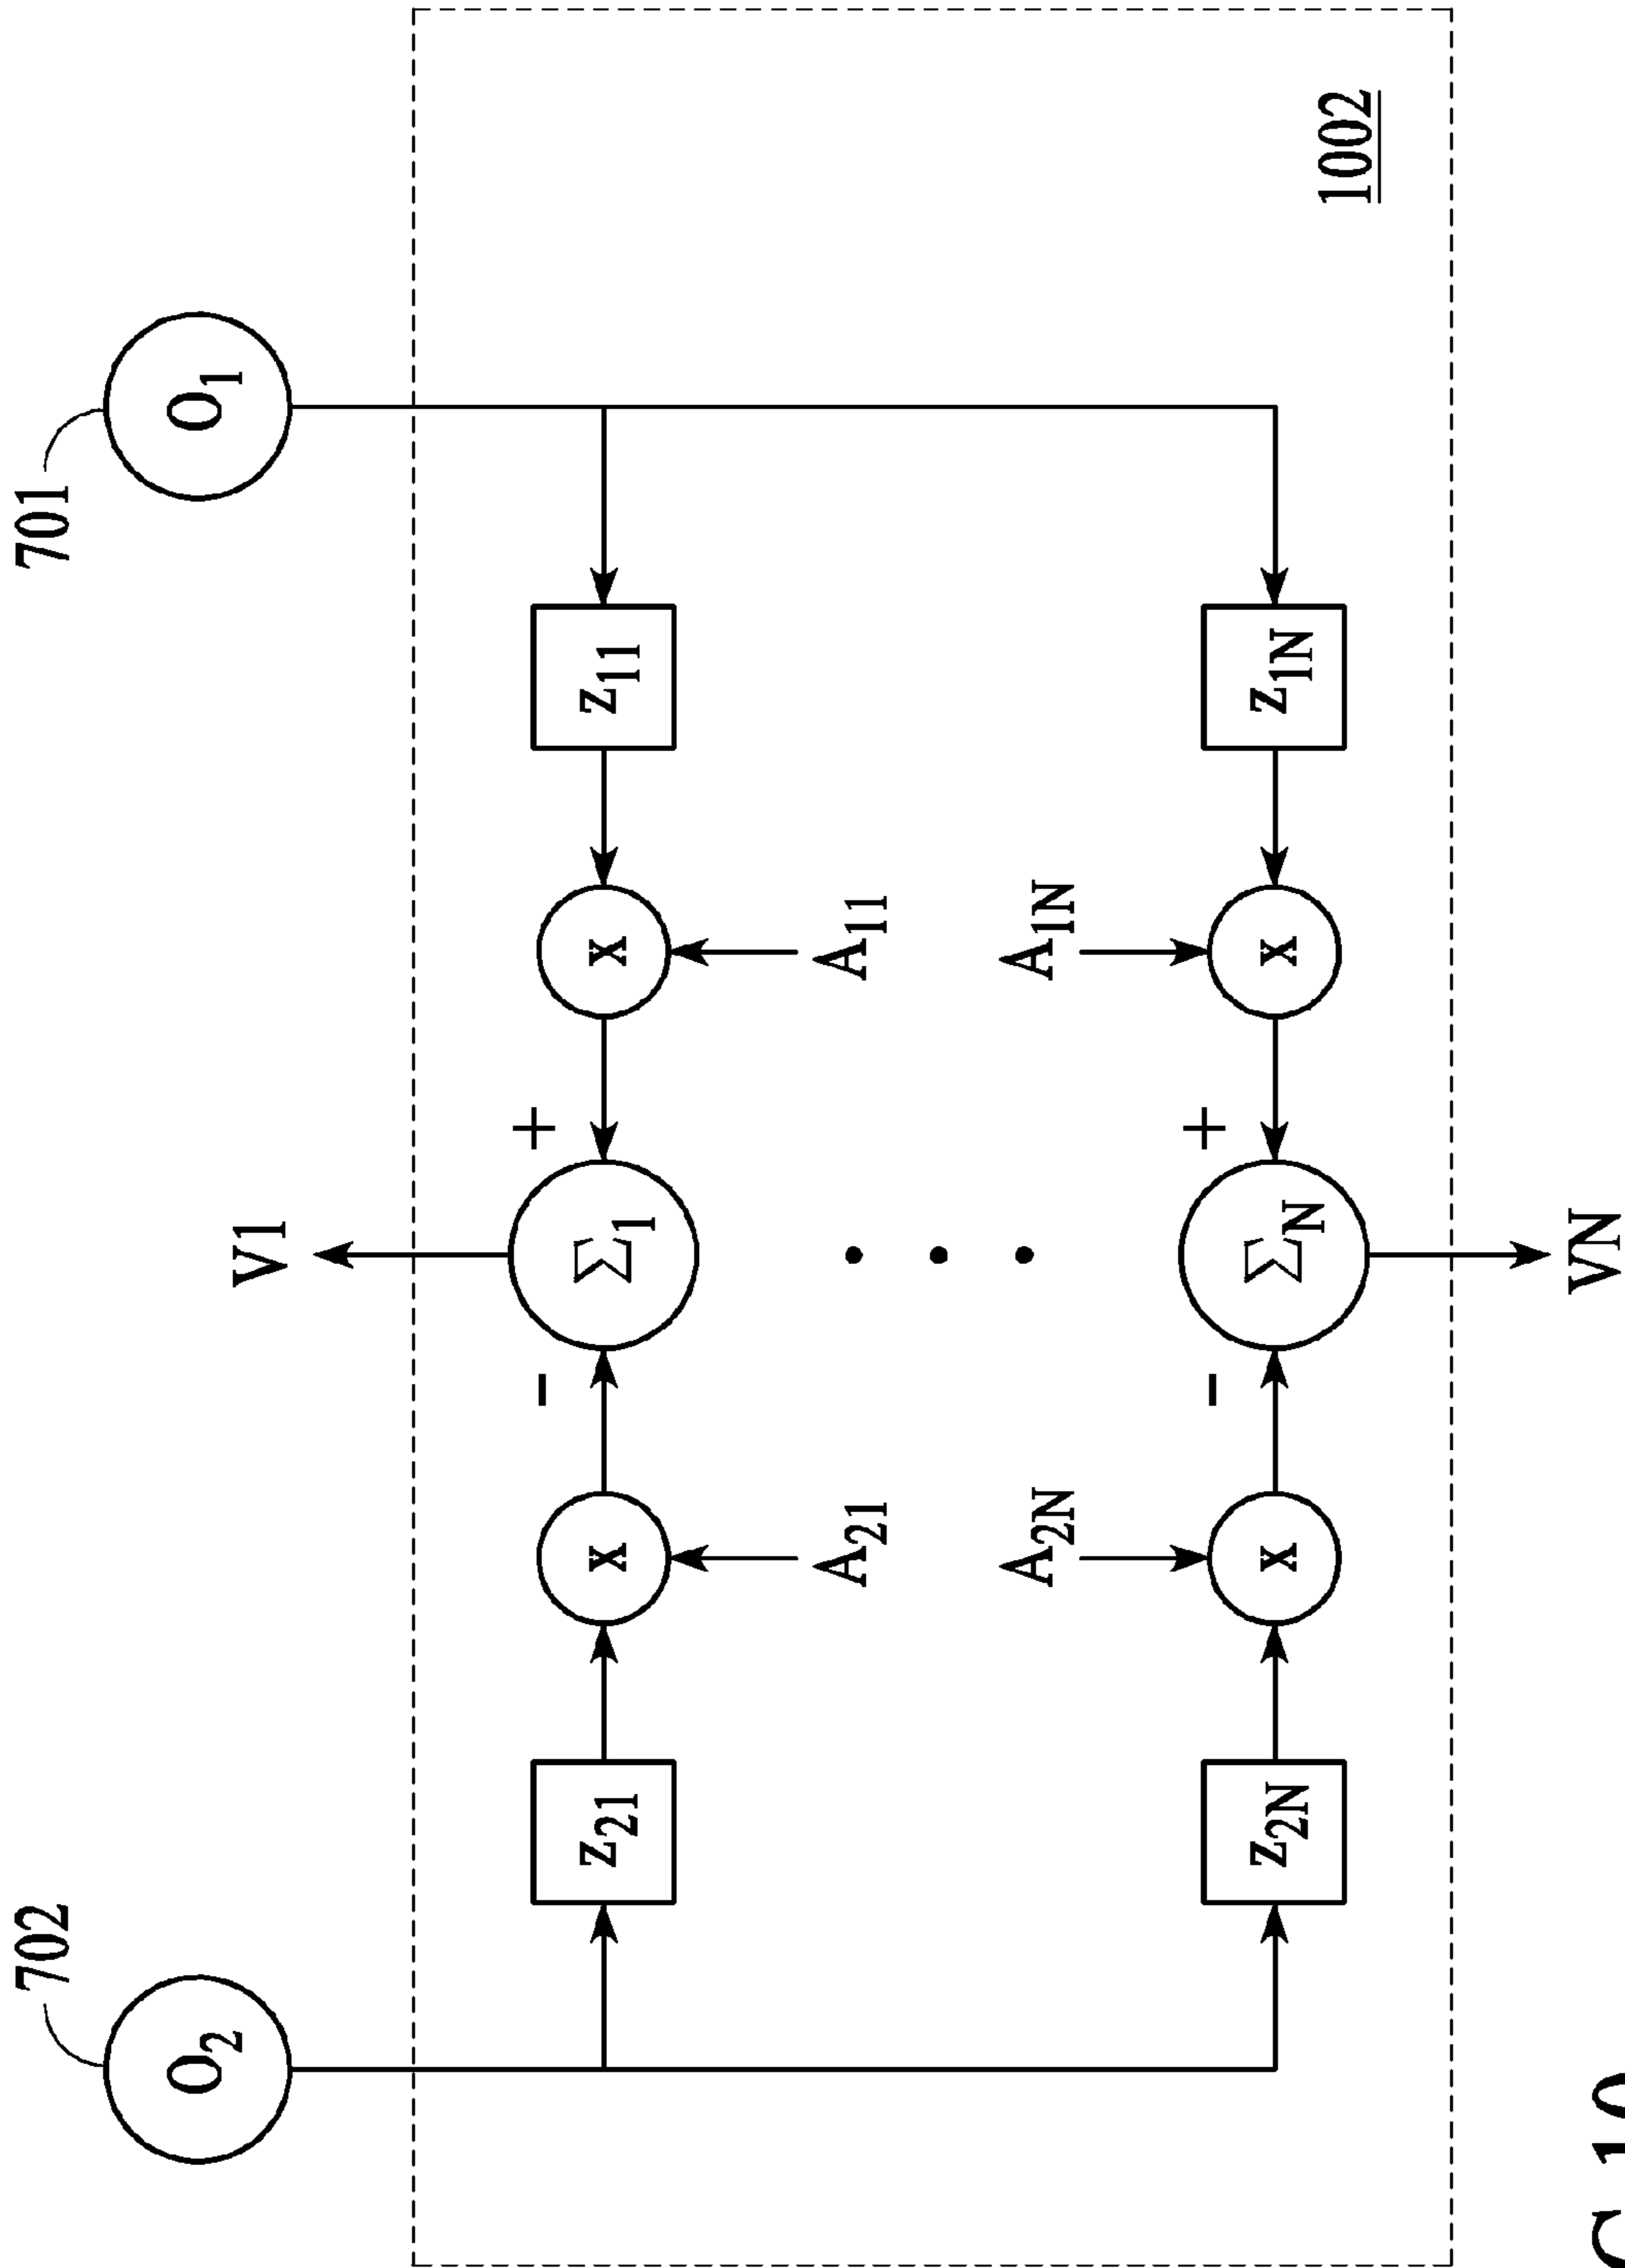 702 701
O₂ O₁
V1
- +
z₂₁ x Σ₁ x z₁₁
A₂₁ A₁₁
A₂N A₁N
- +
z₂N x ΣN x z₁N
1002
VN